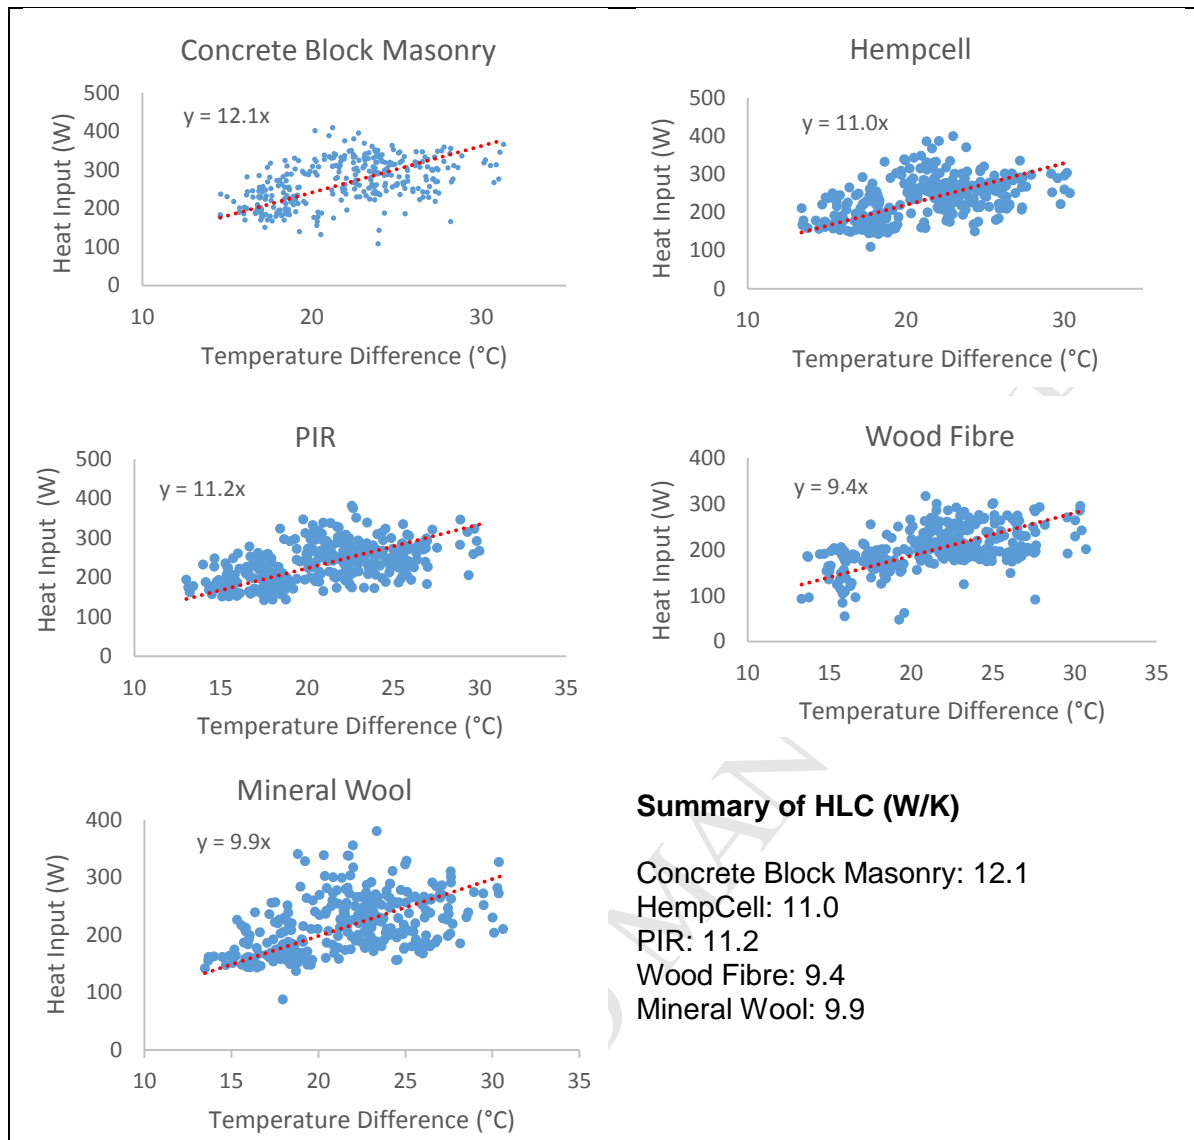 Concrete Block Masonry
y = 12.1x
Heat Input (W)
500
400
300
200
100
0
10
20
30
Temperature Difference (°C)
Hempcell
y = 11.0x
Heat Input (W)
500
400
300
200
100
0
10
20
30
Temperature Difference (°C)
PIR
y = 11.2x
Heat Input (W)
500
400
300
200
100
0
10
15
20
25
30
35
Temperature Difference (°C)
Wood Fibre
y = 9.4x
Heat Input (W)
400
300
200
100
0
10
15
20
25
30
35
Temperature Difference (°C)
Mineral Wool
y = 9.9x
Heat Input (W)
400
300
200
100
0
10
15
20
25
30
35
Temperature Difference (°C)
Summary of HLC (W/K)
Concrete Block Masonry: 12.1
HempCell: 11.0
PIR: 11.2
Wood Fibre: 9.4
Mineral Wool: 9.9
MAN